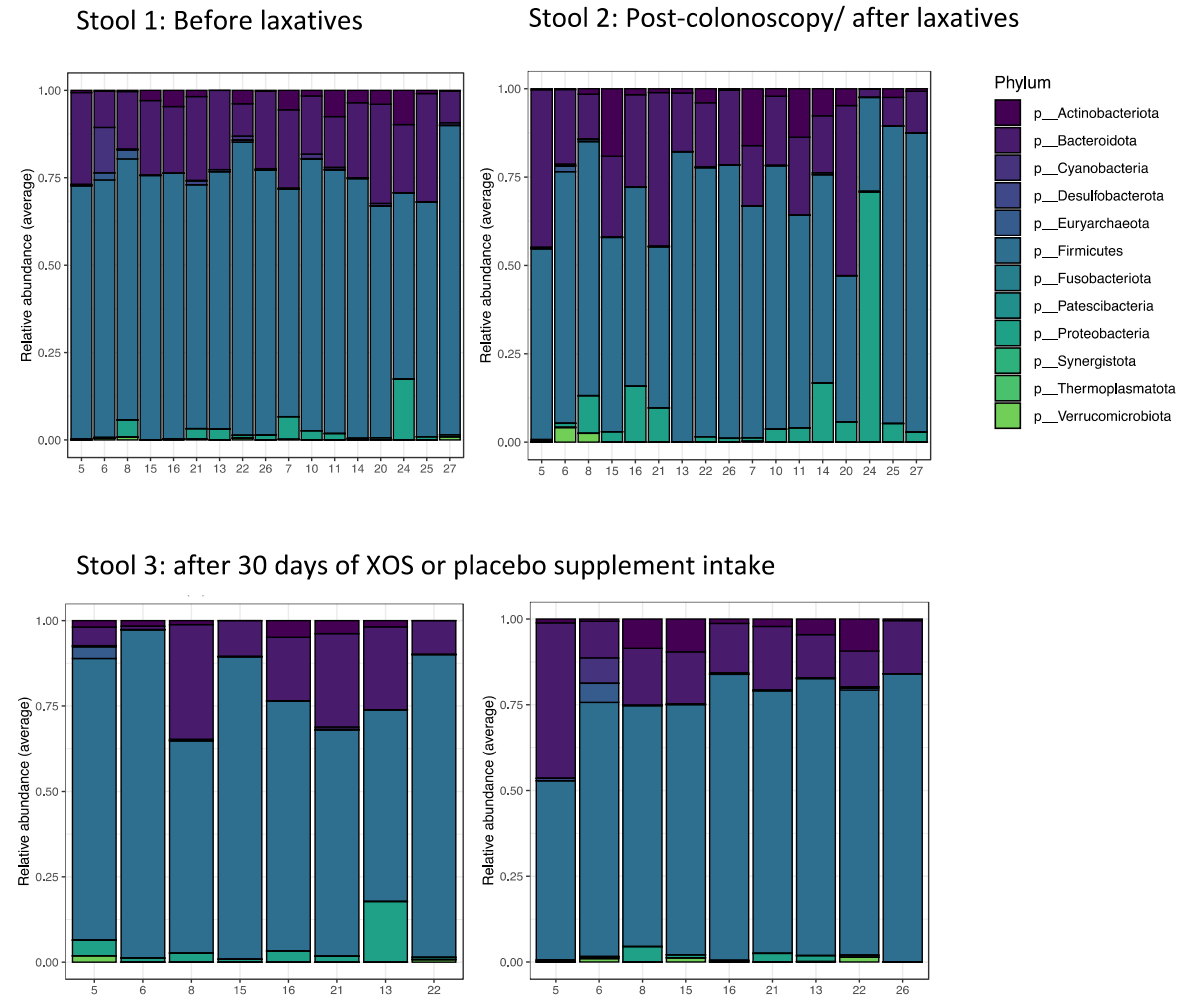 Stool 1: Before laxatives
Stool 2: Post-colonoscopy/ after laxatives
Relative abundance (average)
1.00
0.75
0.50
0.25
0.00
5 6 8 15 16 21 13 22 26 7 10 11 14 20 24 25 27
Relative abundance (average)
1.00
0.75
0.50
0.25
0.00
5 6 8 15 16 21 13 22 26 7 10 11 14 20 24 25 27
Phylum
p__Actinobacteriota
p__Bacteroidota
p__Cyanobacteria
p__Desulfobacterota
p__Euryarchaeota
p__Firmicutes
p__Fusobacteriota
p__Patescibacteria
p__Proteobacteria
p__Synergistota
p__Thermoplasmatota
p__Verrucomicrobiota
Stool 3: after 30 days of XOS or placebo supplement intake
Relative abundance (average)
1.00
0.75
0.50
0.25
0.00
5 6 8 15 16 21 13 22
Relative abundance (average)
1.00
0.75
0.50
0.25
0.00
5 6 8 15 16 21 13 22 26